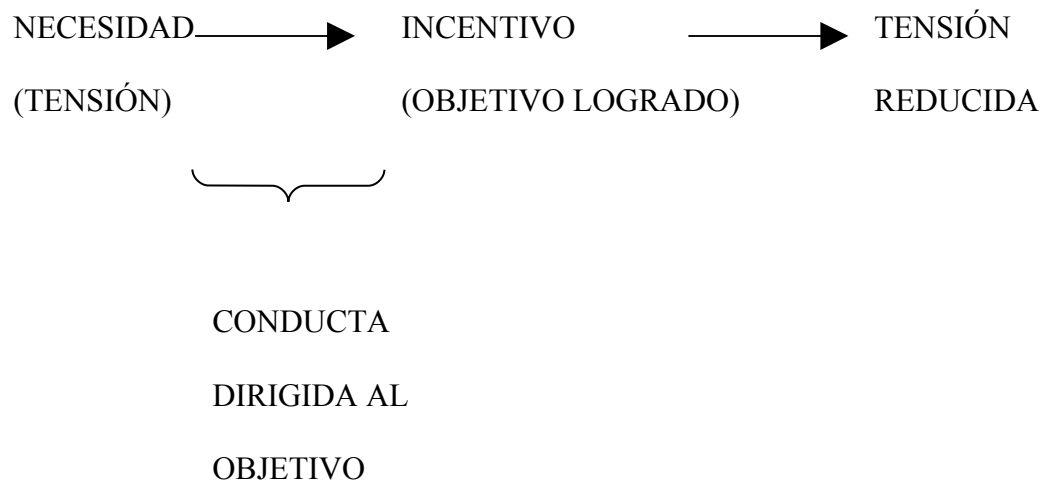 NECESIDAD INCENTIVO TENSIÓN
(TENSIÓN) (OBJETIVO LOGRADO) REDUCIDA
CONDUCTA
DIRIGIDA AL
OBJETIVO